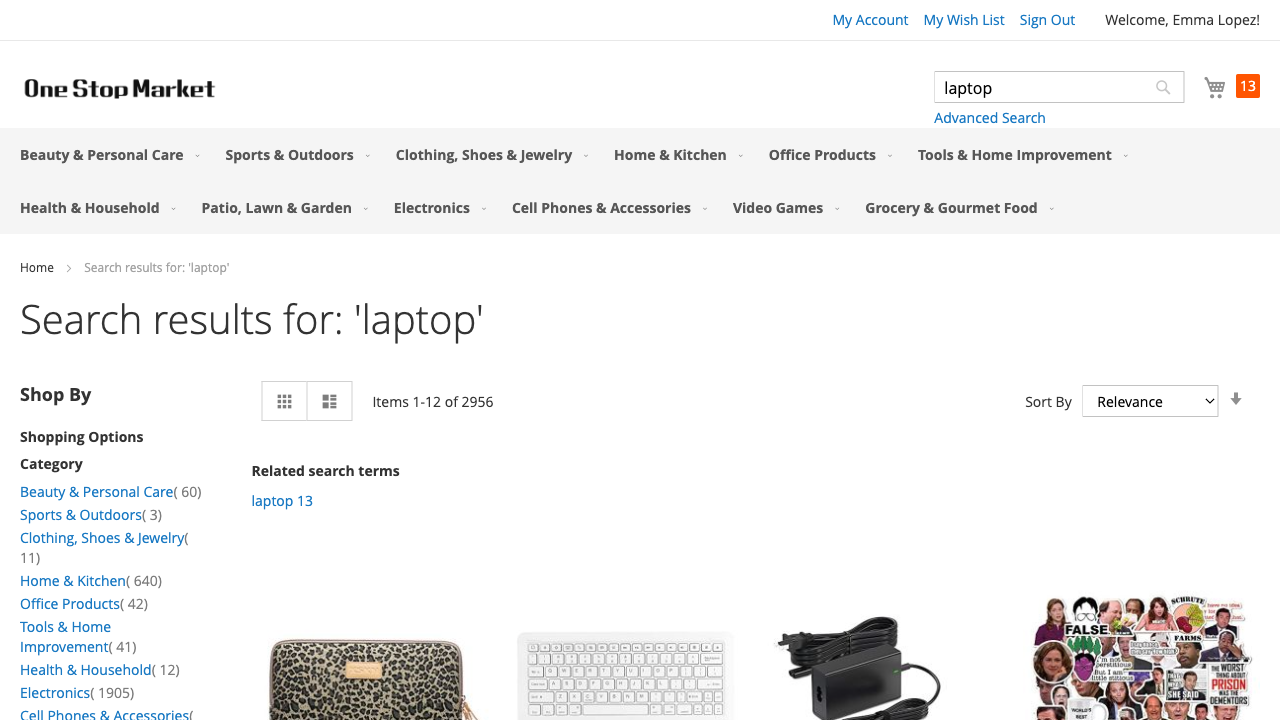 My Account My Wish List Sign Out Welcome, Emma Lopez!
One Stop Market
laptop
13
Advanced Search
Beauty & Personal Care Sports & Outdoors Clothing, Shoes & Jewelry Home & Kitchen Office Products Tools & Home Improvement
Health & Household Patio, Lawn & Garden Electronics Cell Phones & Accessories Video Games Grocery & Gourmet Food
Home Search results for: 'laptop'
Search results for: 'laptop'
Shop By
Items 1-12 of 2956
Sort By Relevance
Shopping Options
Category
Beauty & Personal Care( 60)
Sports & Outdoors( 3)
Clothing, Shoes & Jewelry(
11)
Home & Kitchen( 640)
Office Products( 42)
Tools & Home
Improvement( 41)
Health & Household( 12)
Electronics( 1905)
Cell Phones & Accessories(
Related search terms
laptop 13
SCHRUTE
FARMS
FALSE.
THE WORST
THING ABOUT
PRISON
WAS THE
DEMENTORS